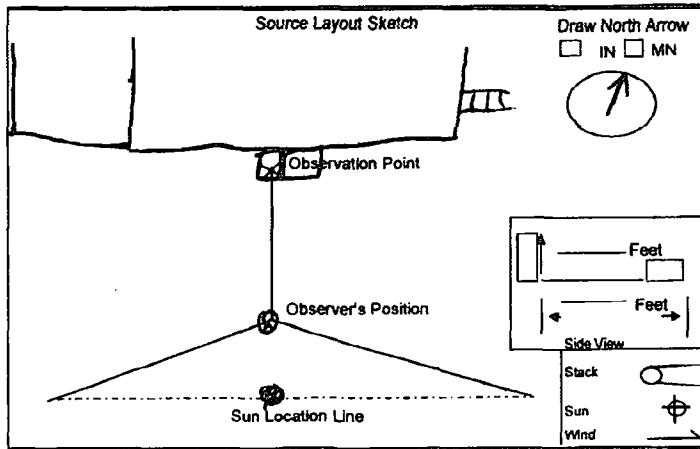 Source Layout Sketch
Draw North Arrow
IN MN
Observation Point
Feet
Observer's Position
Feet
Side View
Stack
Sun
Sun Location Line
Wind